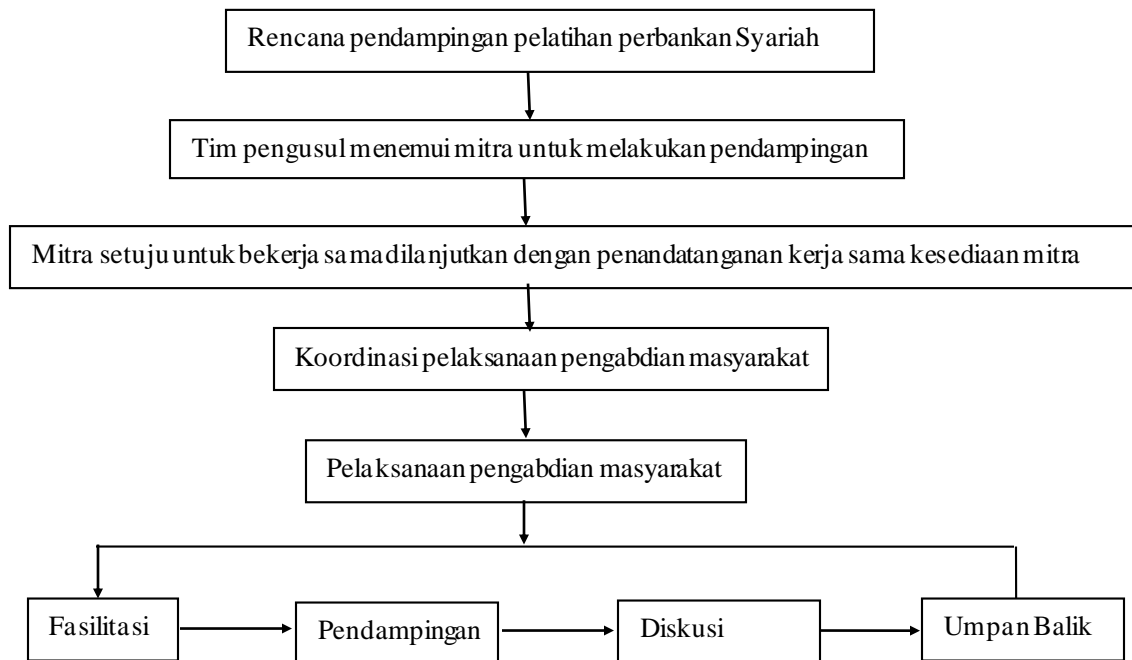 Rencana pendampingan pelatihan perbankan Syariah
Tim pengusul menemui mitra untuk melakukan pendampingan
Mitra setuju untuk bekerja sama dilanjutkan dengan penandatanganan kerja sama kesediaan mitra
Koordinasi pelaksanaan pengabdian masyarakat
Pelaksanaan pengabdian masyarakat
Fasilitasi
Pendampingan
Diskusi
Umpan Balik